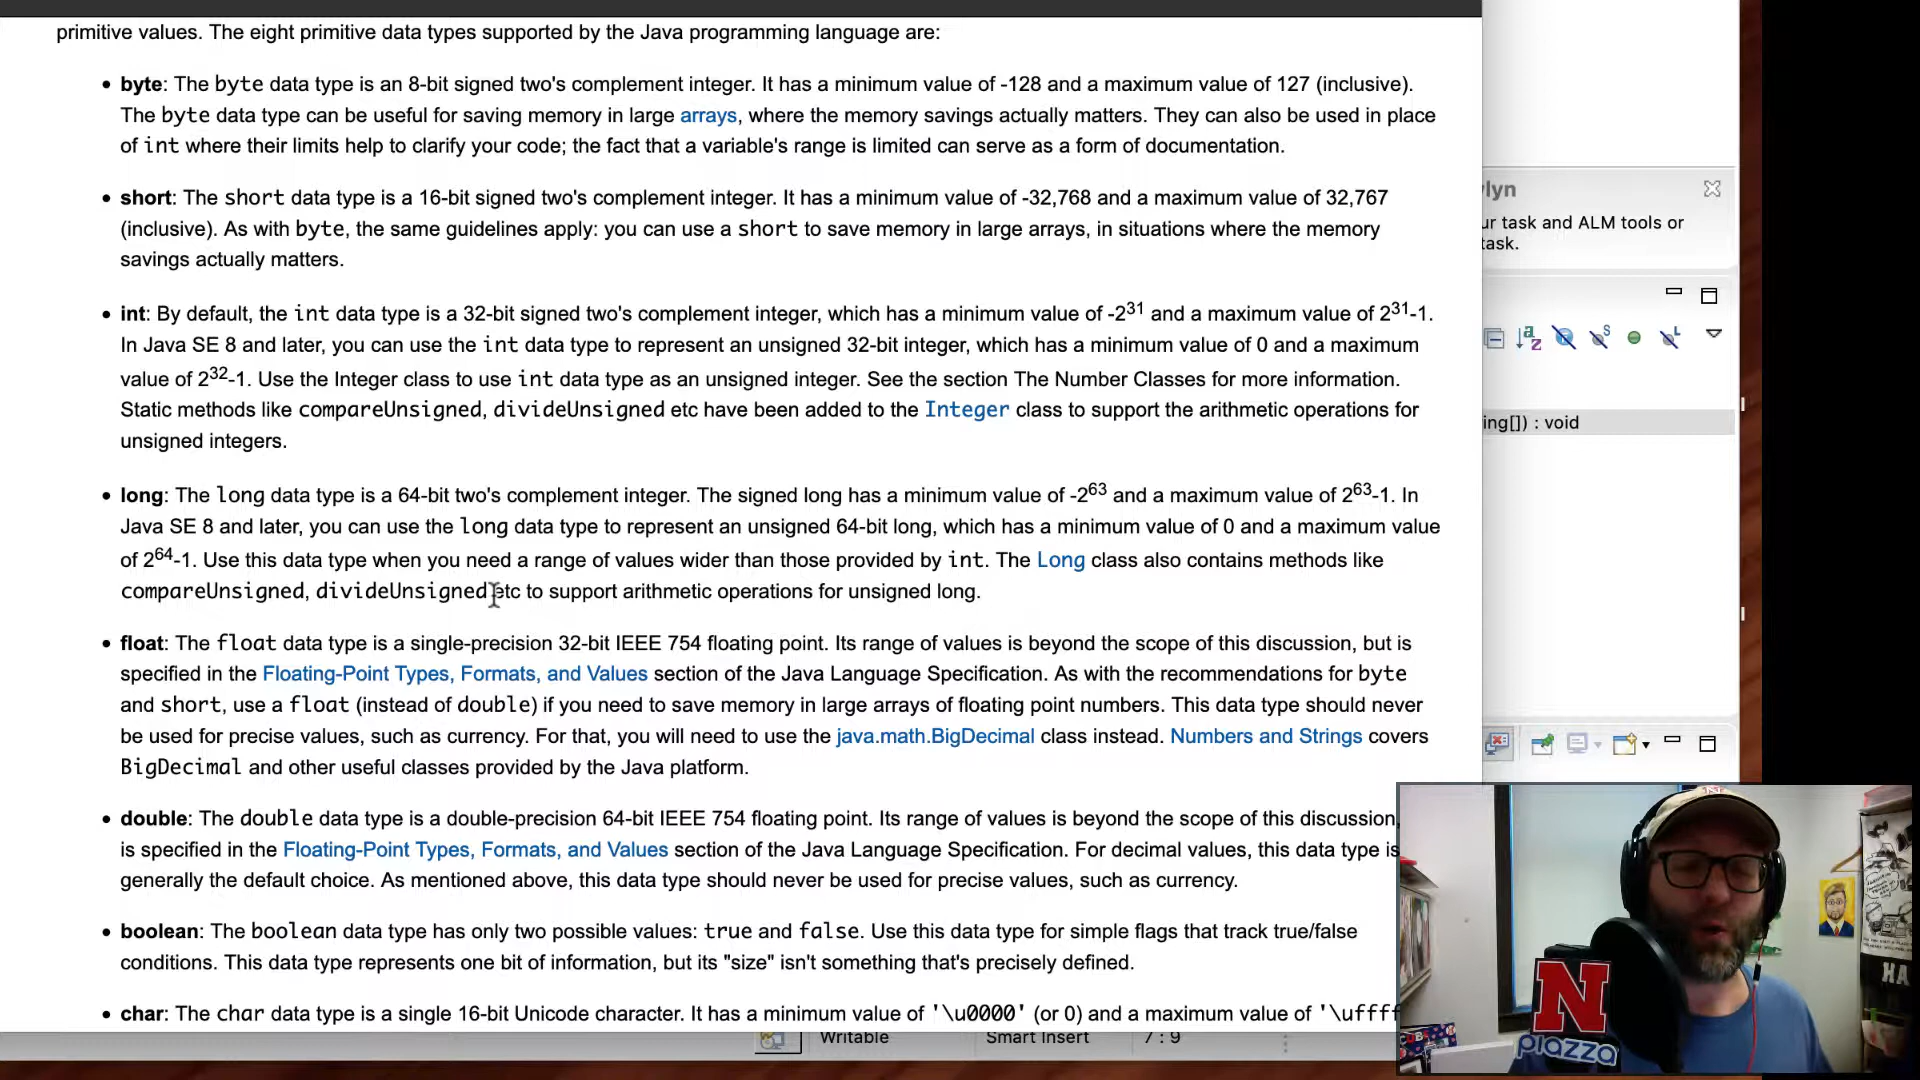 primitive values. The eight primitive data types supported by the Java programming language are:
• byte: The byte data type is an 8-bit signed two's complement integer. It has a minimum value of -128 and a maximum value of 127 (inclusive).
The byte data type can be useful for saving memory in large arrays, where the memory savings actually matters. They can also be used in place
of int where their limits help to clarify your code; the fact that a variable's range is limited can serve as a form of documentation.
• short: The short data type is a 16-bit signed two's complement integer. It has a minimum value of -32,768 and a maximum value of 32,767
(inclusive). As with byte, the same guidelines apply: you can use a short to save memory in large arrays, in situations where the memory
savings actually matters.
• int: By default, the int data type is a 32-bit signed two's complement integer, which has a minimum value of -2^31 and a maximum value of 2^31-1.
In Java SE 8 and later, you can use the int data type to represent an unsigned 32-bit integer, which has a minimum value of 0 and a maximum
value of 2^32-1. Use the Integer class to use int data type as an unsigned integer. See the section The Number Classes for more information.
Static methods like compareUnsigned, divideUnsigned etc have been added to the Integer class to support the arithmetic operations for
unsigned integers.
• long: The long data type is a 64-bit two's complement integer. The signed long has a minimum value of -2^63 and a maximum value of 2^63-1. In
Java SE 8 and later, you can use the long data type to represent an unsigned 64-bit long, which has a minimum value of 0 and a maximum value
of 2^64-1. Use this data type when you need a range of values wider than those provided by int. The Long class also contains methods like
compareUnsigned, divideUnsigned etc to support arithmetic operations for unsigned long.
• float: The float data type is a single-precision 32-bit IEEE 754 floating point. Its range of values is beyond the scope of this discussion, but is
specified in the Floating-Point Types, Formats, and Values section of the Java Language Specification. As with the recommendations for byte
and short, use a float (instead of double) if you need to save memory in large arrays of floating point numbers. This data type should never
be used for precise values, such as currency. For that, you will need to use the java.math.BigDecimal class instead. Numbers and Strings covers
BigDecimal and other useful classes provided by the Java platform.
• double: The double data type is a double-precision 64-bit IEEE 754 floating point. Its range of values is beyond the scope of this discussion,
is specified in the Floating-Point Types, Formats, and Values section of the Java Language Specification. For decimal values, this data type is
generally the default choice. As mentioned above, this data type should never be used for precise values, such as currency.
• boolean: The boolean data type has only two possible values: true and false. Use this data type for simple flags that track true/false
conditions. This data type represents one bit of information, but its "size" isn't something that's precisely defined.
• char: The char data type is a single 16-bit Unicode character. It has a minimum value of '\u0000' (or 0) and a maximum value of '\uffff
lyn
ur task and ALM tools or
task.
ing[]) : void
Writable
Smart Insert
7 : 9
N
piazza
HA